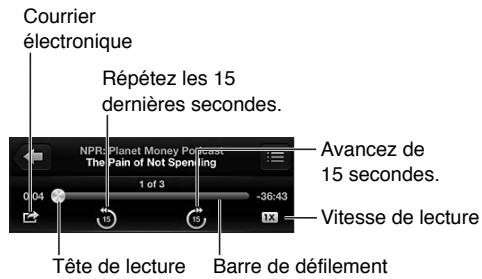 Courrier
électronique
Répétez les 15
dernières secondes.
NPR: Planet Money Podcast
The Pain of Not Spending
Avancez de
15 secondes.
1 of 3
0:04
-36:43
15
15
1X
Vitesse de lecture
Tête de lecture
Barre de défilement